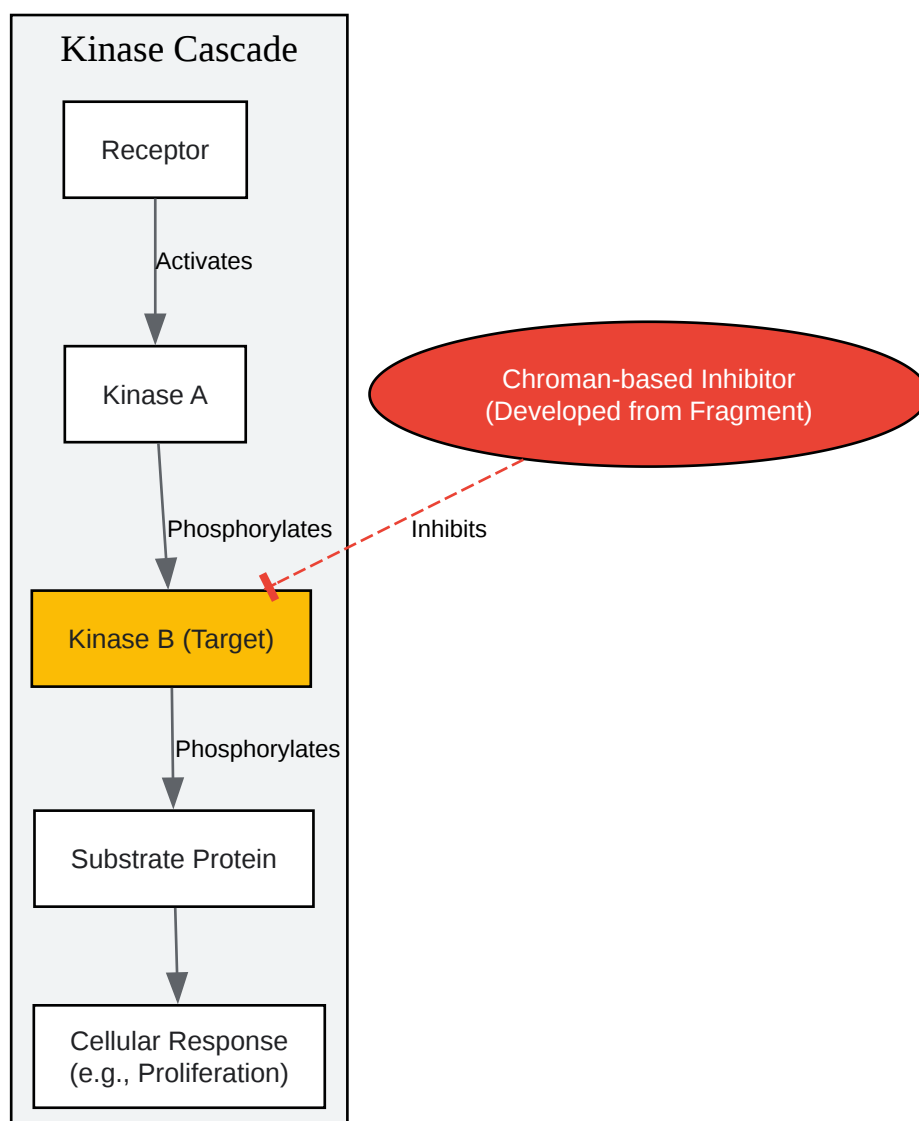 Kinase Cascade
Receptor
Activates
Kinase A
Chroman-based Inhibitor
(Developed from Fragment)
Phosphorylates
Inhibits
Kinase B (Target)
Phosphorylates
Substrate Protein
Cellular Response
(e.g., Proliferation)